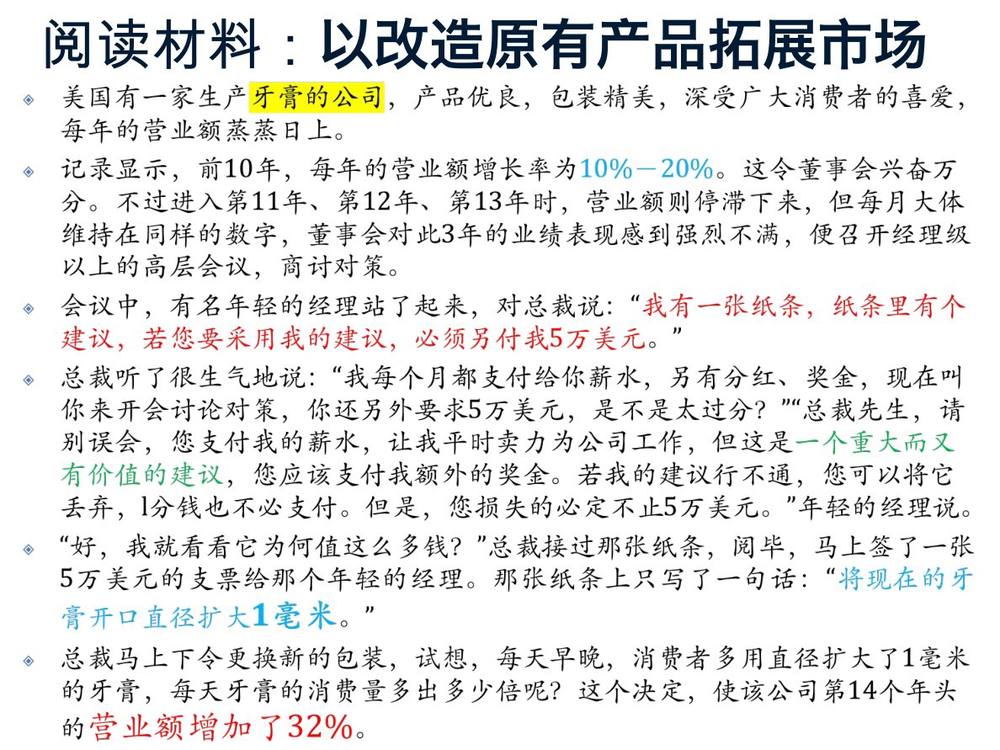 阅读材料：以改造原有产品拓展市场
美国有一家生产牙膏的公司，产品优良，包装精美，深受广大消费者的喜爱，
每年的营业额蒸蒸日上。
记录显示，前10年，每年的营业额增长率为10%－20%。这令董事会兴奋万
分。不过进入第11年、第12年、第13年时，营业额则停滞下来，但每月大体
维持在同样的数字，董事会对此3年的业绩表现感到强烈不满，便召开经理级
以上的高层会议，商讨对策。
会议中，有名年轻的经理站了起来，对总裁说：“我有一张纸条，纸条里有个
建议，若您要采用我的建议，必须另付我5万美元。”
总裁听了很生气地说：“我每个月都支付给你薪水，另有分红、奖金，现在叫
你来开会讨论对策，你还另外要求5万美元，是不是太过分？”“总裁先生，请
别误会，您支付我的薪水，让我平时卖力为公司工作，但这是一个重大而又
有价值的建议，您应该支付我额外的奖金。若我的建议行不通，您可以将它
丢弃，l分钱也不必支付。但是，您损失的必定不止5万美元。”年轻的经理说。
“好，我就看看它为何值这么多钱？”总裁接过那张纸条，阅毕，马上签了一张
5万美元的支票给那个年轻的经理。那张纸条上只写了一句话：“将现在的牙
膏开口直径扩大1毫米。”
总裁马上下令更换新的包装，试想，每天早晚，消费者多用直径扩大了1毫米
的牙膏，每天牙膏的消费量多出多少倍呢？这个决定，使该公司第14个年头
的营业额增加了32%。